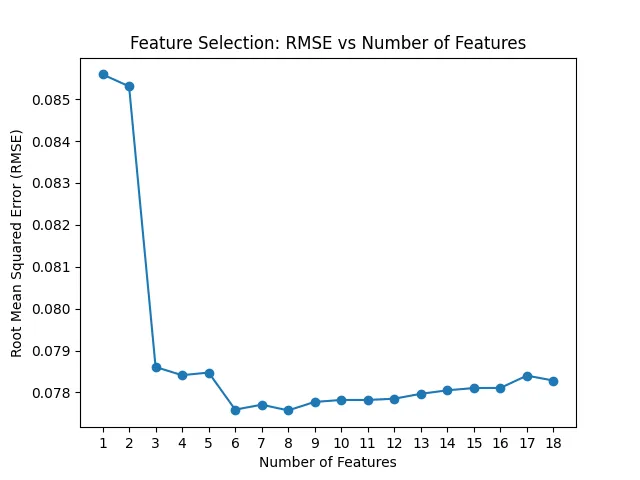 Feature Selection: RMSE vs Number of Features
Root Mean Squared Error (RMSE)
0.085
0.084
0.083
0.082
0.081
0.080
0.079
0.078
1 2 3 4 5 6 7 8 9 10 11 12 13 14 15 16 17 18
Number of Features